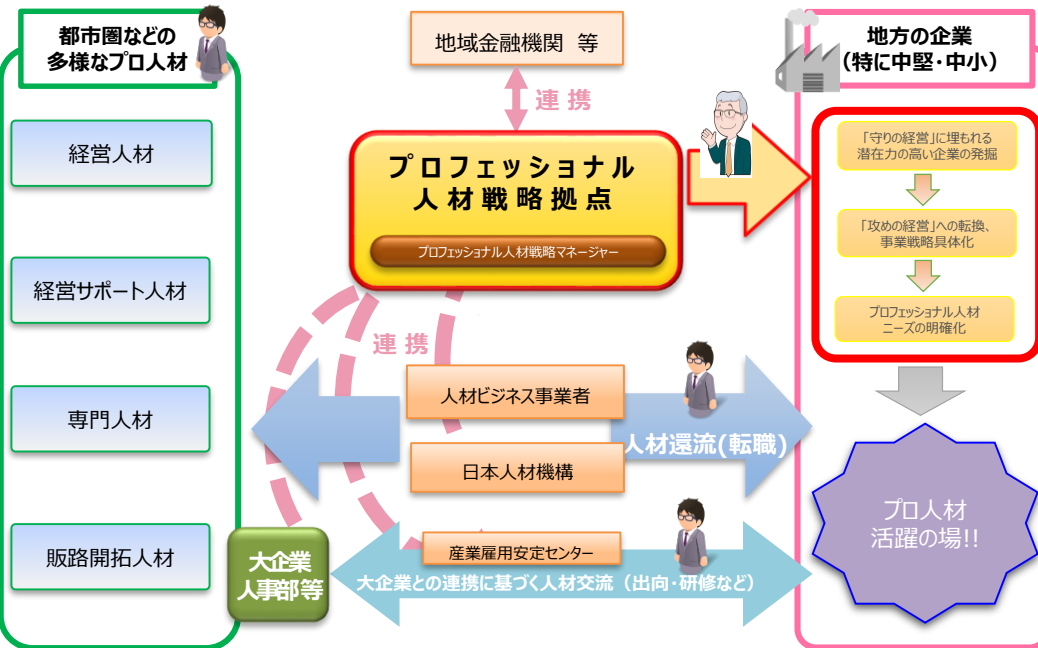 都市圏などの
多様なプロ人材
経営人材
経営サポート人材
専門人材
販路開拓人材
大企業
人事部等
地域金融機関 等
連携
プロフェッショナル
人材戦略拠点
プロフェッショナル人材戦略マネージャー
連携
人材ビジネス事業者
日本人材機構
人材還流(転職)
産業雇用安定センター
大企業との連携に基づく人材交流（出向・研修など）
地方の企業
(特に中堅・中小)
「守りの経営」に埋もれる
潜在力の高い企業の発掘
「攻めの経営」への転換、
事業戦略具体化
プロフェッショナル人材
ニーズの明確化
プロ人材
活躍の場!!